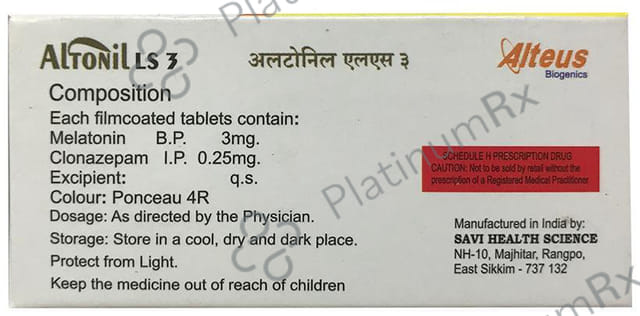 ALTONIL LS 3
अलटोनिल एलएस ३
Alteus
Biogenics
Composition
Each filmcoated tablets contain:
Melatonin B.P. 3mg.
Clonazepam I.P. 0.25mg.
Excipient: q.s.
Colour: Ponceau 4R
Dosage: As directed by the Physician.
Storage: Store in a cool, dry and dark place.
Protect from Light.
Keep the medicine out of reach of children
SCHEDULE H PRESCRIPTION DRUG
CAUTION: Not to be sold by retail without the
prescription of a Registered Medical Practitioner.
Manufactured in India by:
SAVI HEALTH SCIENCE
NH-10, Majhitar, Rangpo,
East Sikkim - 737 132
PlatinumRx
PlatinumRx